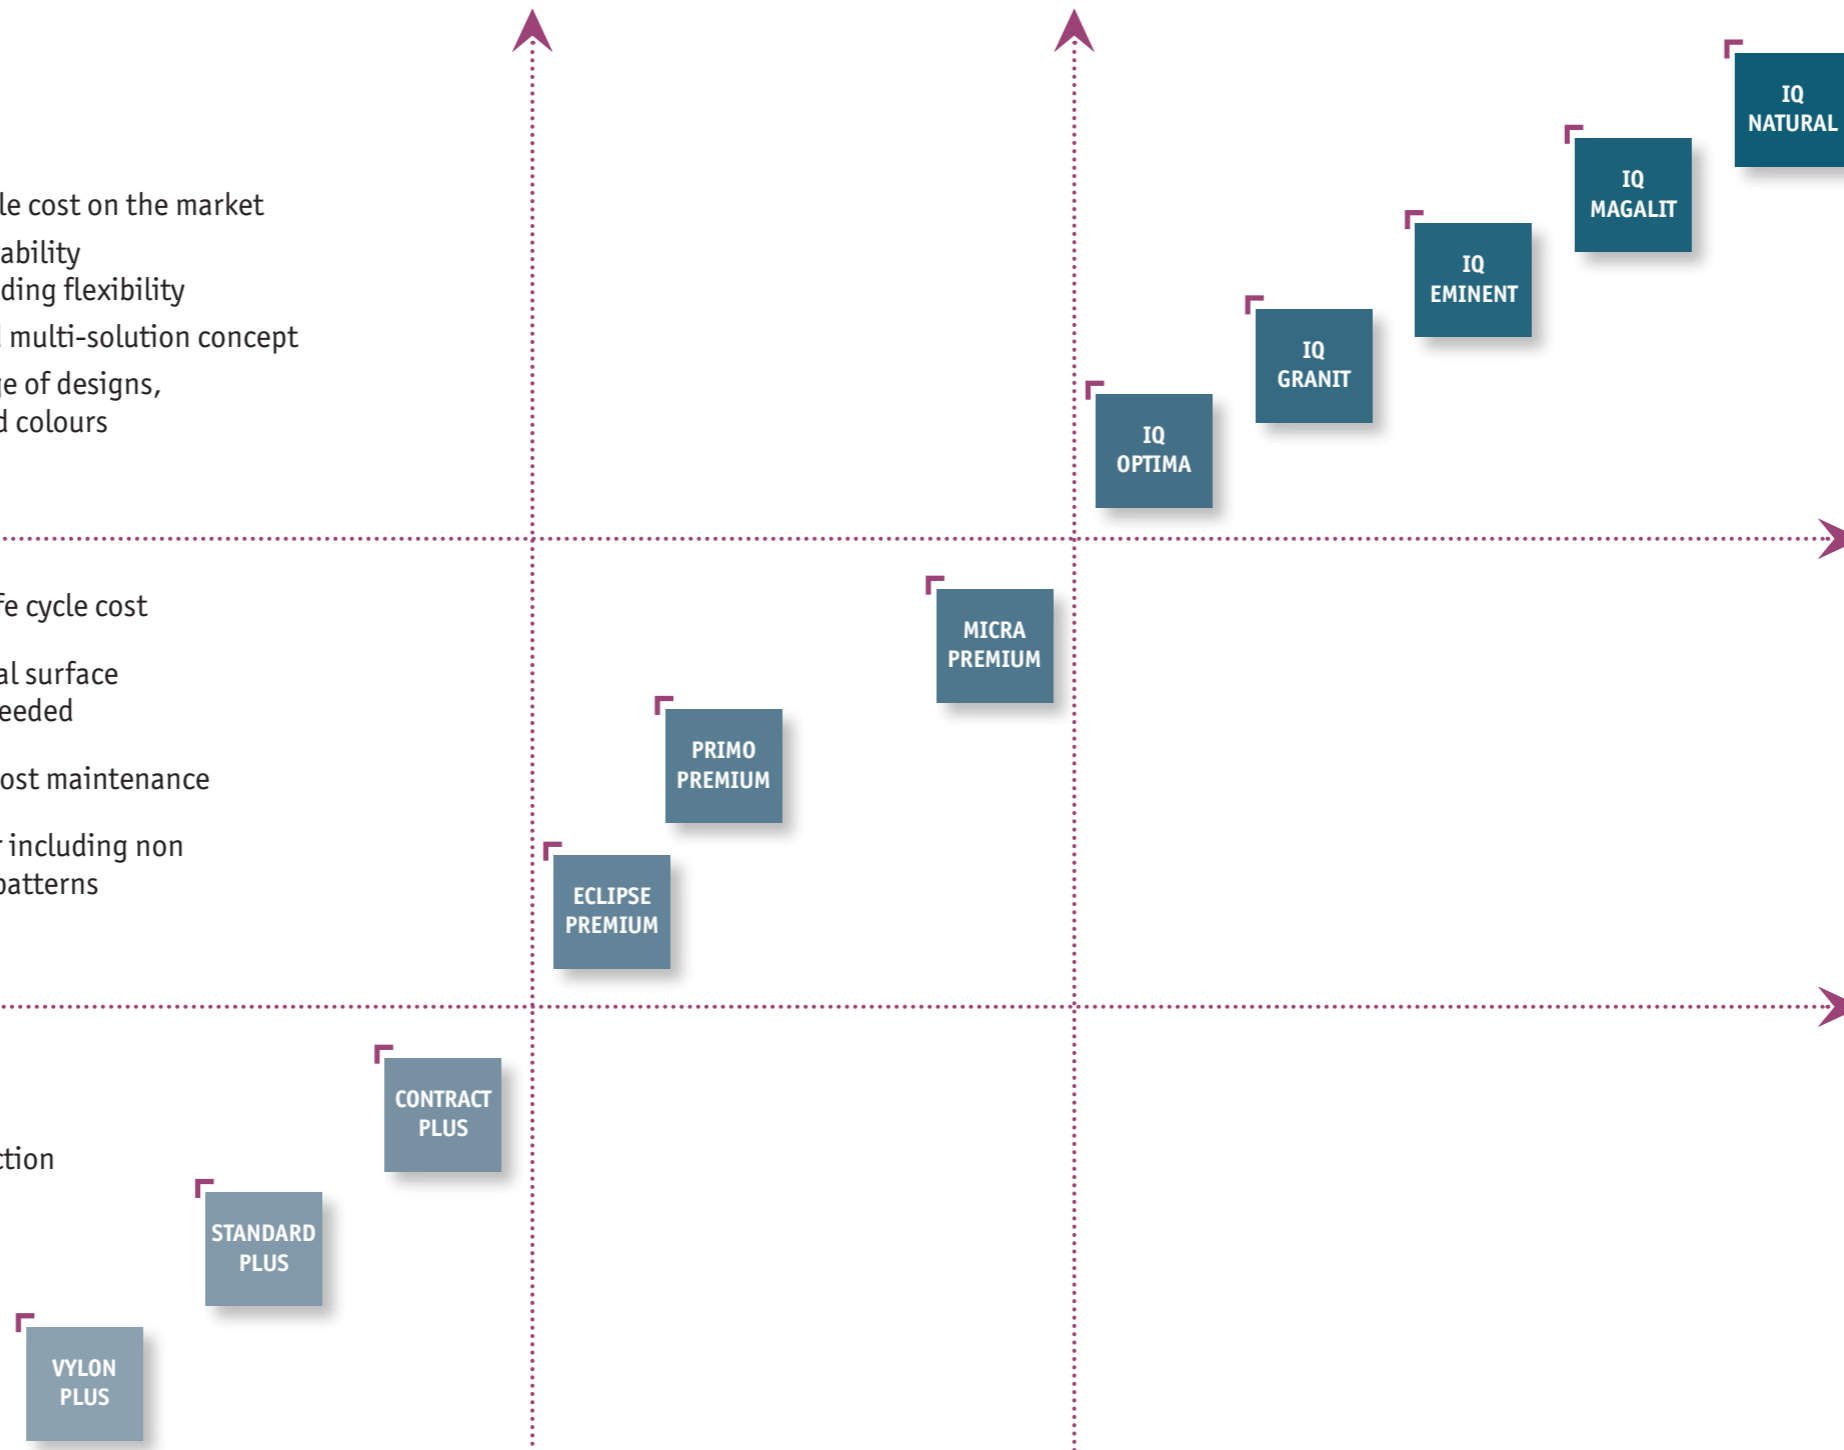 IQ
NATURAL
IQ
MAGALIT
le cost on the market
ability
ding flexibility
multi-solution concept
ge of designs,
d colours
IQ
EMINENT
IQ
GRANIT
IQ
OPTIMA
fe cycle cost
al surface
eeded
ost maintenance
r including non
patterns
MICRA
PREMIUM
PRIMO
PREMIUM
ECLIPSE
PREMIUM
CONTRACT
PLUS
ction
STANDARD
PLUS
VYLON
PLUS